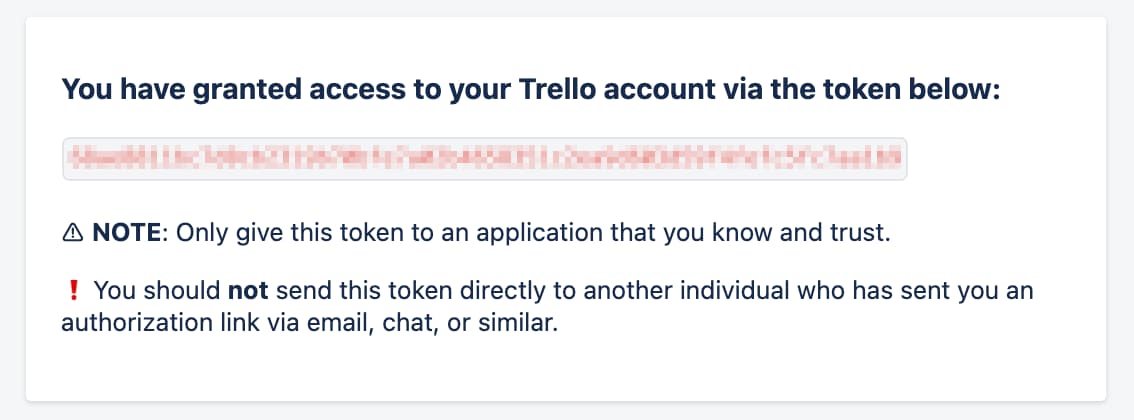 You have granted access to your Trello account via the token below:
⚠ NOTE: Only give this token to an application that you know and trust.
❗ You should not send this token directly to another individual who has sent you an
authorization link via email, chat, or similar.